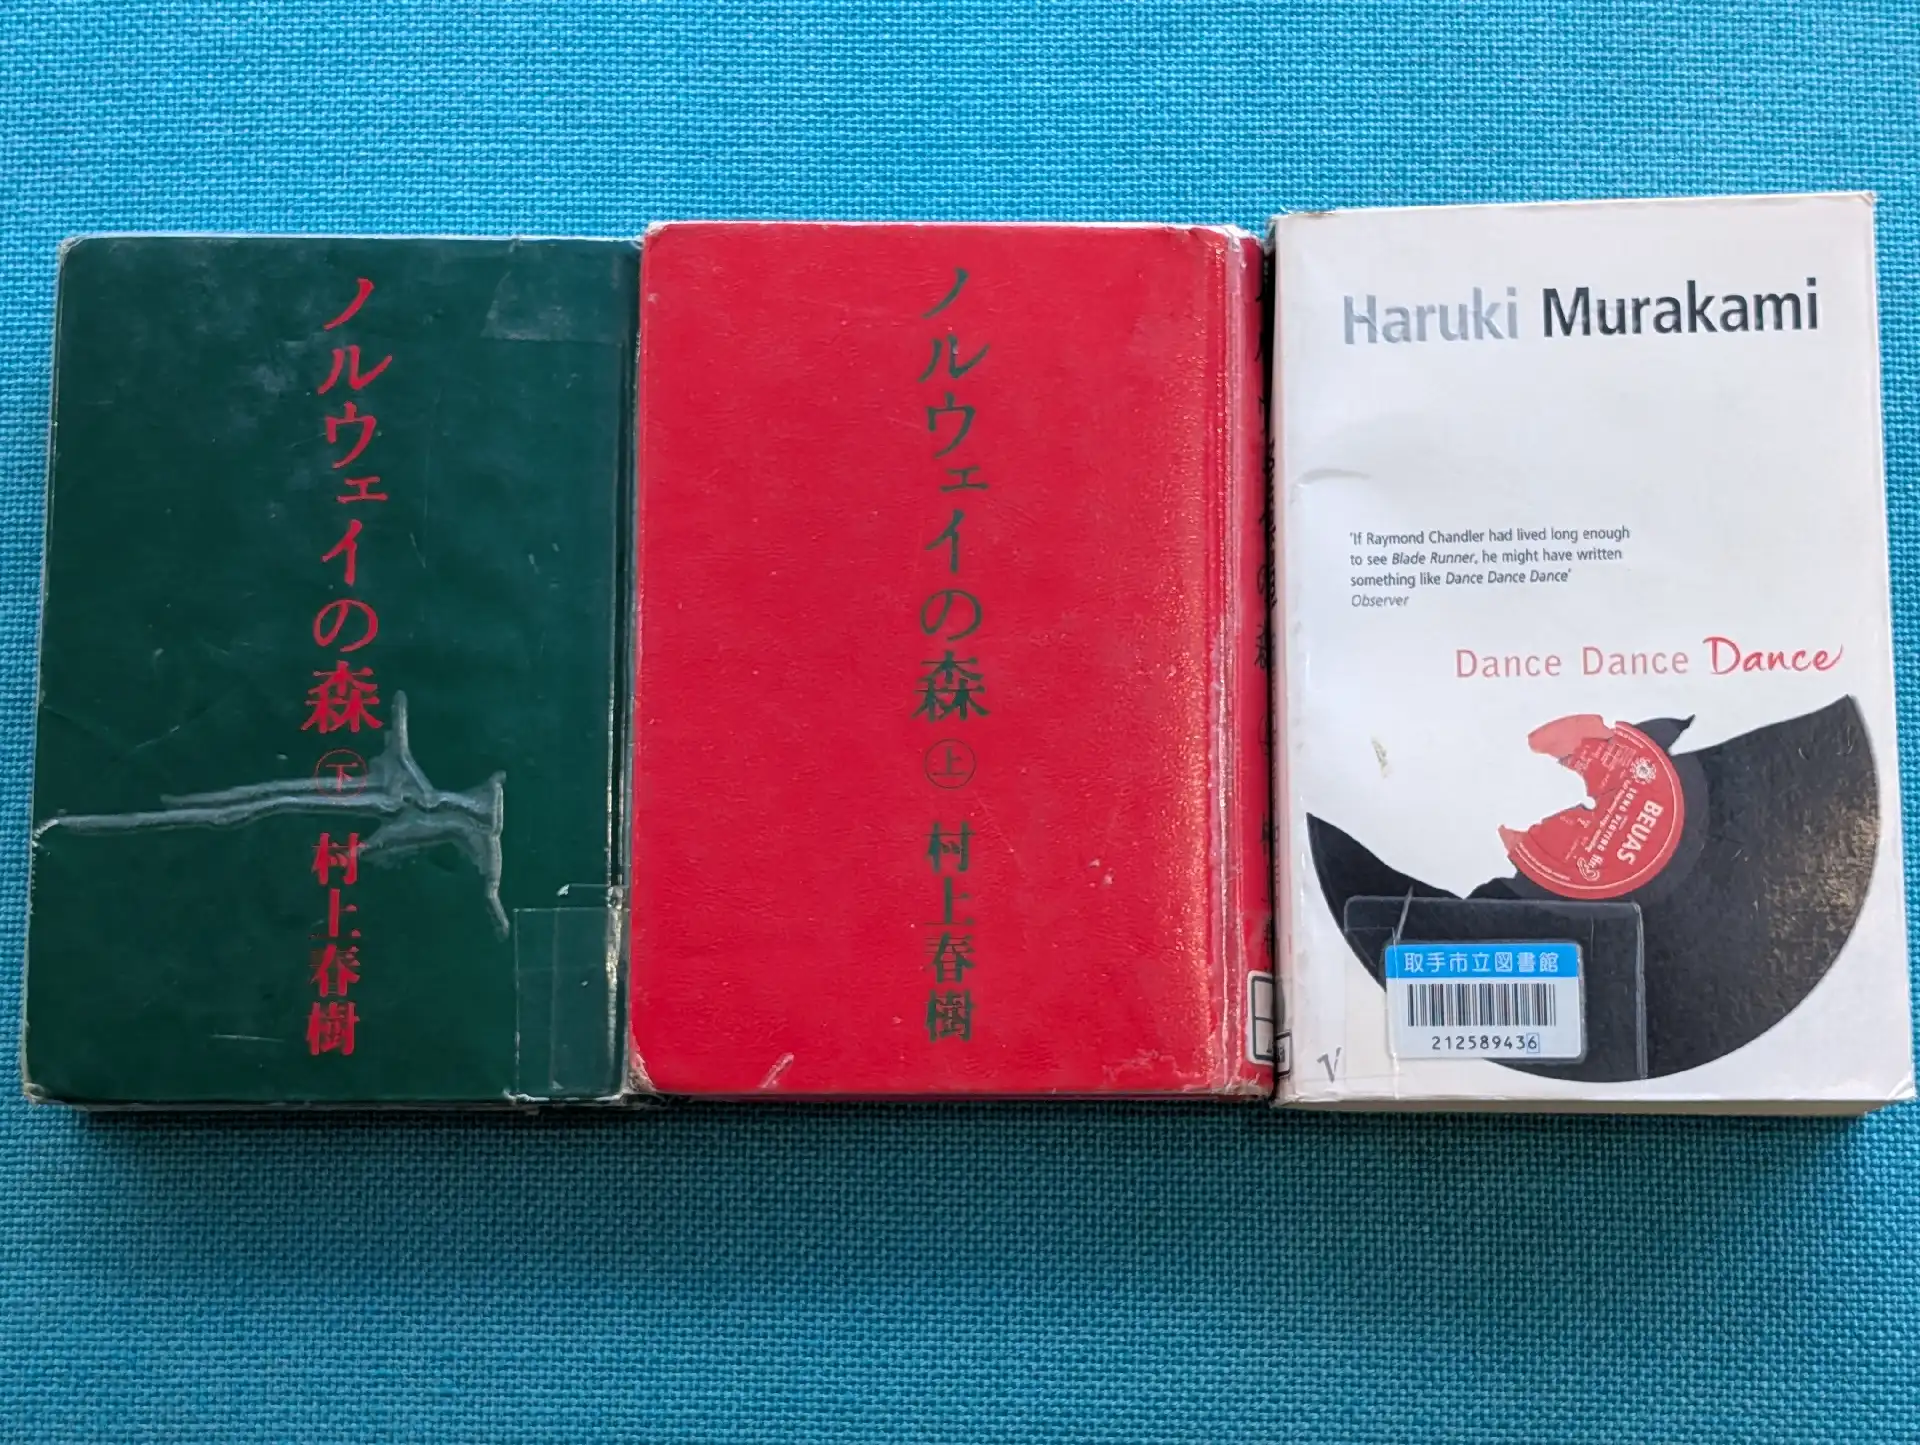 ノルウェイの森 下 村上春樹
ノルウェイの森 上 村上春樹
Haruki Murakami
'If Raymond Chandler had lived long enough
to see Blade Runner, he might have written
something like Dance Dance Dance'
Observer
Dance Dance Dance
BEUAS
LONG PLAYING
取手市立図書館
212589436